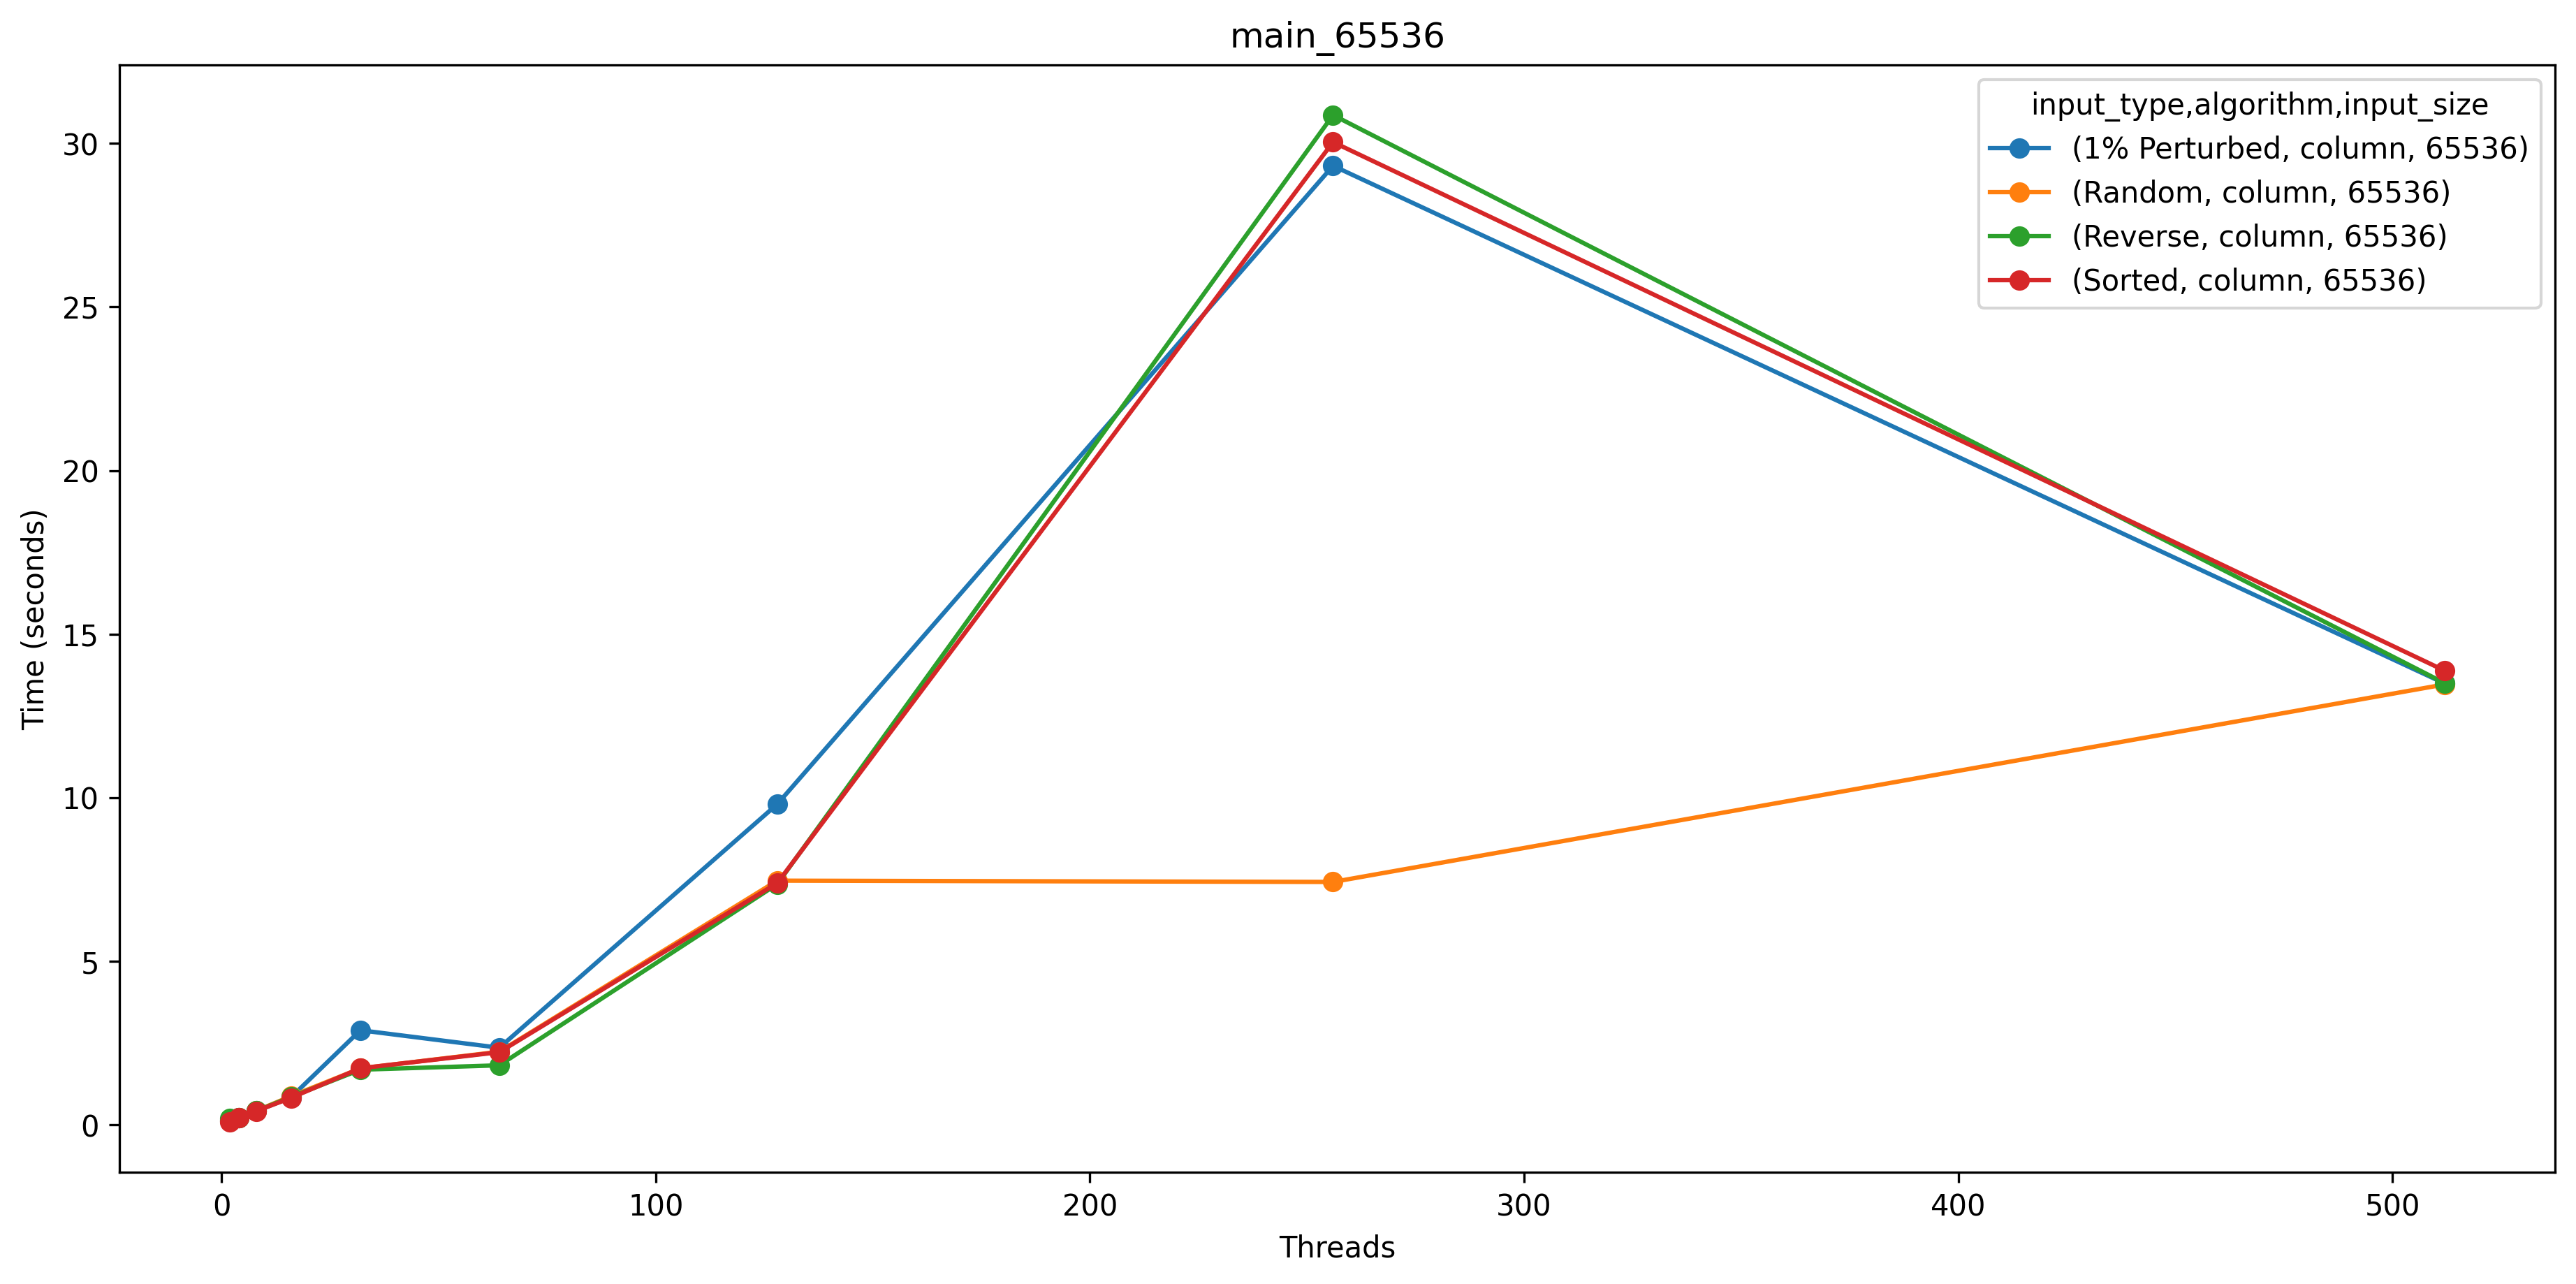 main_65536
input_type,algorithm,input_size
(1% Perturbed, column, 65536)
(Random, column, 65536)
(Reverse, column, 65536)
(Sorted, column, 65536)
Time (seconds)
30
25
20
15
10
5
0
0 100 200 300 400 500
Threads